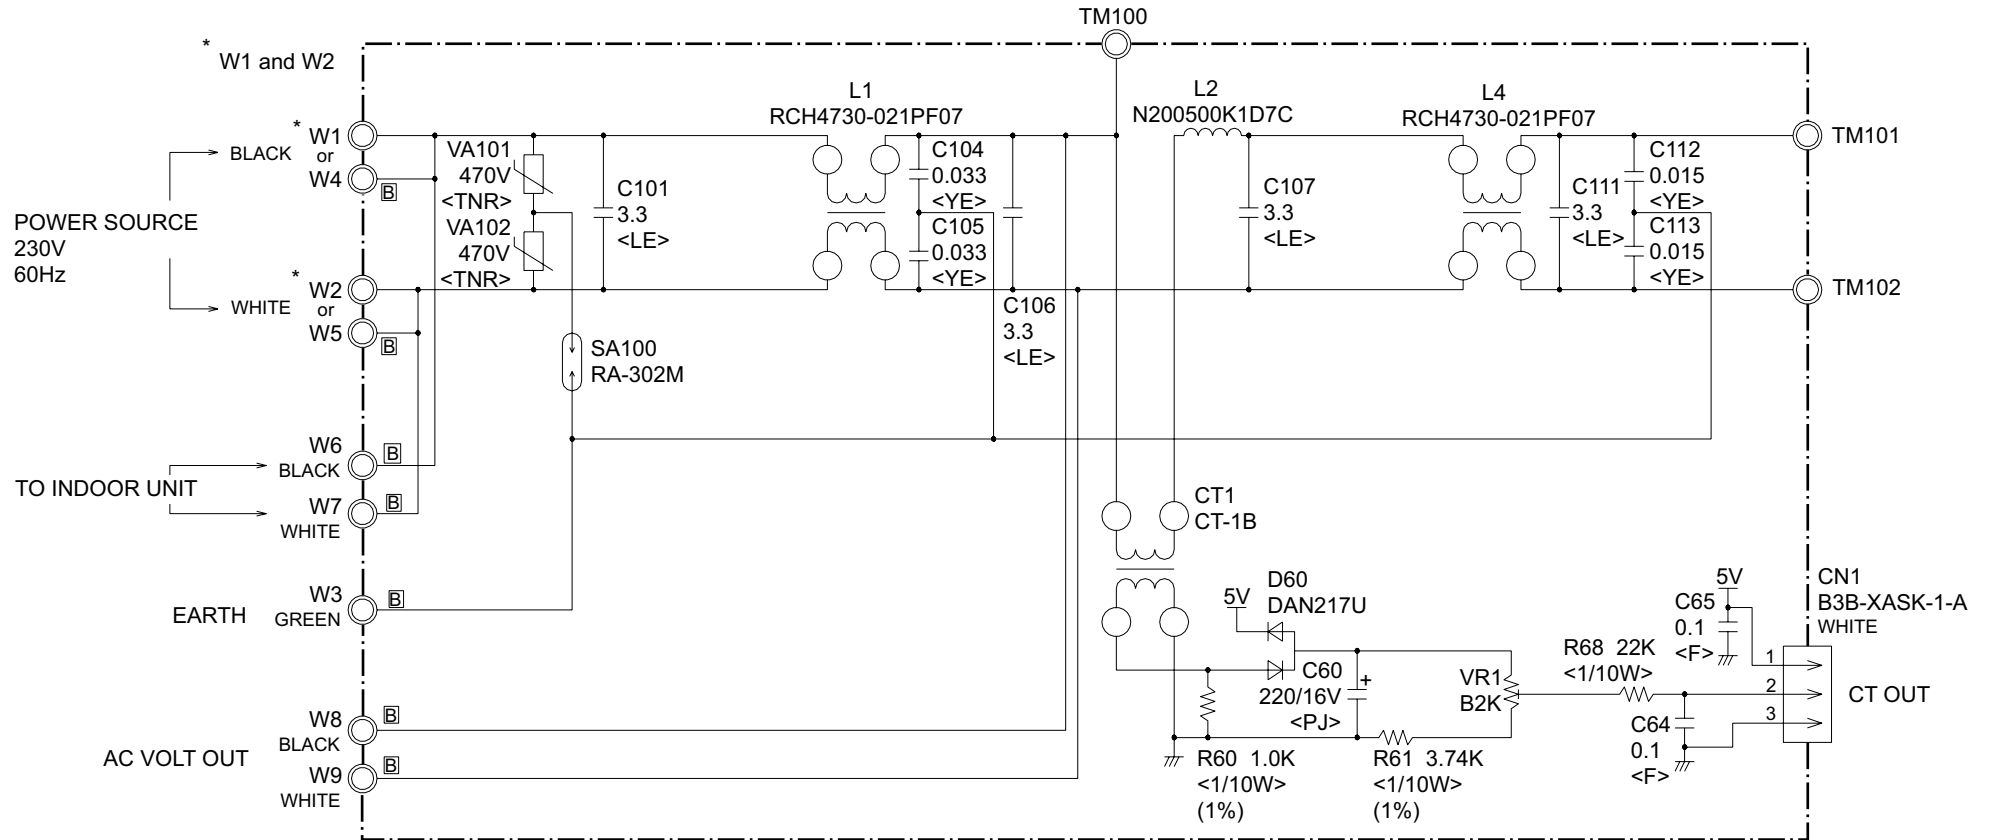 TM100
*
W1 and W2
L1
RCH4730-021PF07
L2
N200500K1D7C
L4
RCH4730-021PF07
* W1
or
W4
BLACK
B
VA101
470V
<TNR>
VA102
470V
<TNR>
C101
3.3
<LE>
C104
0.033
<YE>
C105
0.033
<YE>
C106
3.3
<LE>
C107
3.3
<LE>
C111
3.3
<LE>
C112
0.015
<YE>
C113
0.015
<YE>
TM101
TM102
POWER SOURCE
230V
60Hz
* W2
or
W5
WHITE
B
SA100
RA-302M
W6
BLACK
B
TO INDOOR UNIT
W7
WHITE
B
CT1
CT-1B
EARTH
W3
GREEN
B
5V
D60
DAN217U
C60
220/16V
<PJ>
+
VR1
B2K
R68 22K
<1/10W>
C65
0.1
<F>
5V
CN1
B3B-XASK-1-A
WHITE
1
2
3
CT OUT
C64
0.1
<F>
AC VOLT OUT
W8
BLACK
B
W9
WHITE
B
R60 1.0K
<1/10W>
(1%)
R61 3.74K
<1/10W>
(1%)